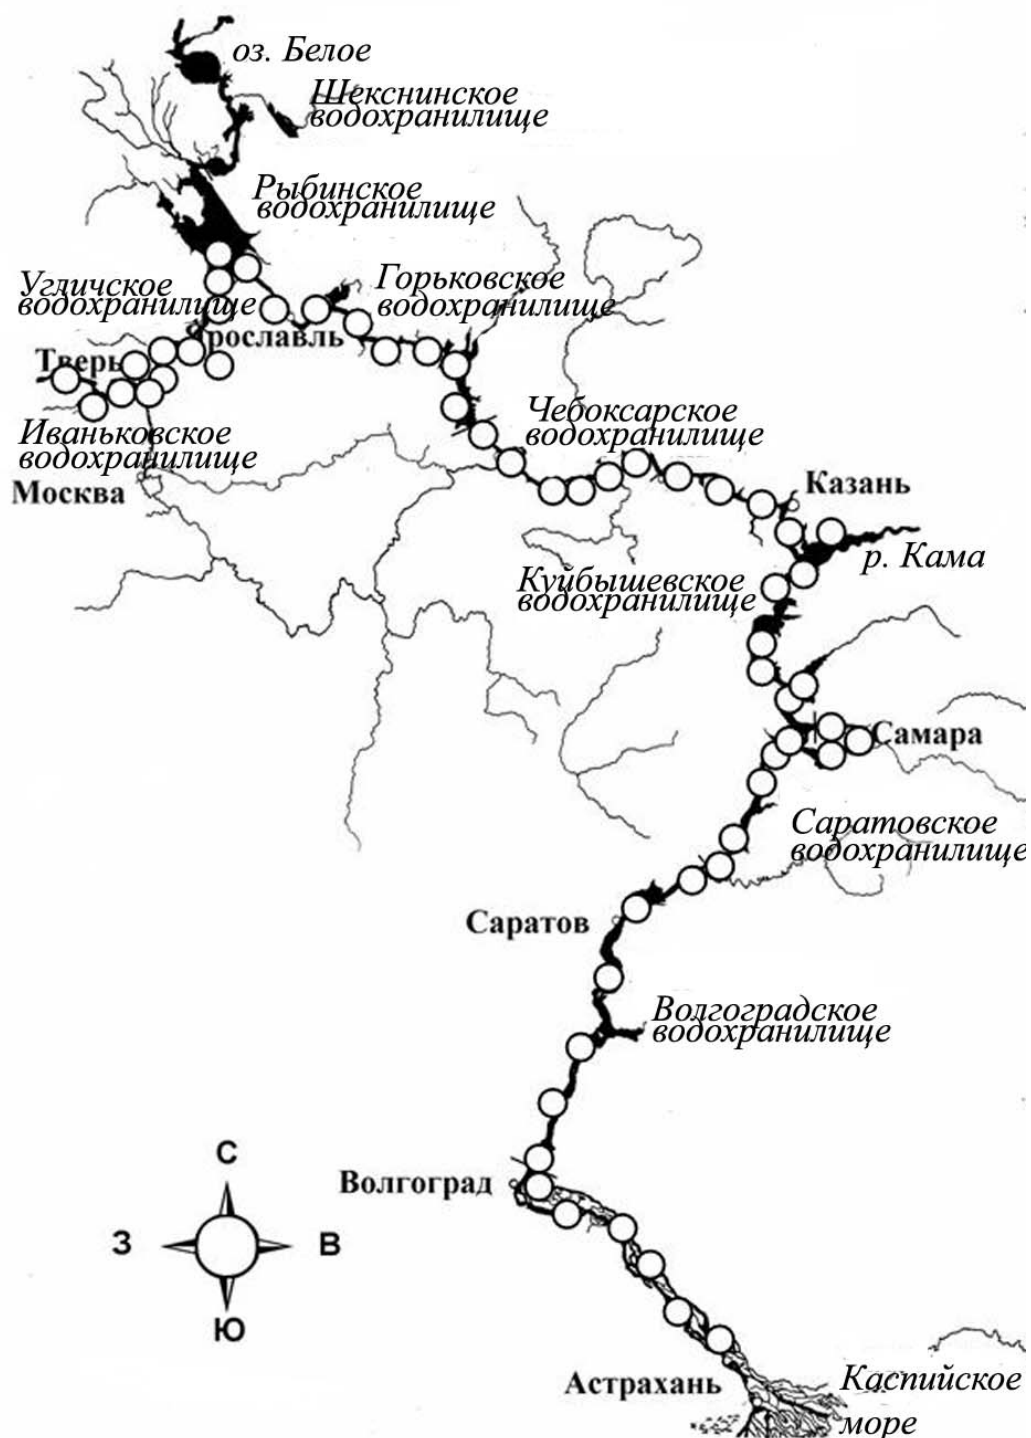 оз. Белое
Шекснинское
водохранилище
Рыбинское
водохранилище
Угличское
водохранилище
Горьковское
водохранилище
Ярославль
Тверь
Чебоксарское
водохранилище
Иваньковское
водохранилище
Москва
Казань
р. Кама
Куйбышевское
водохранилище
Самара
Саратовское
водохранилище
Саратов
Волгоградское
водохранилище
Волгоград
С
З
В
Ю
Астрахань
Каспийское
море